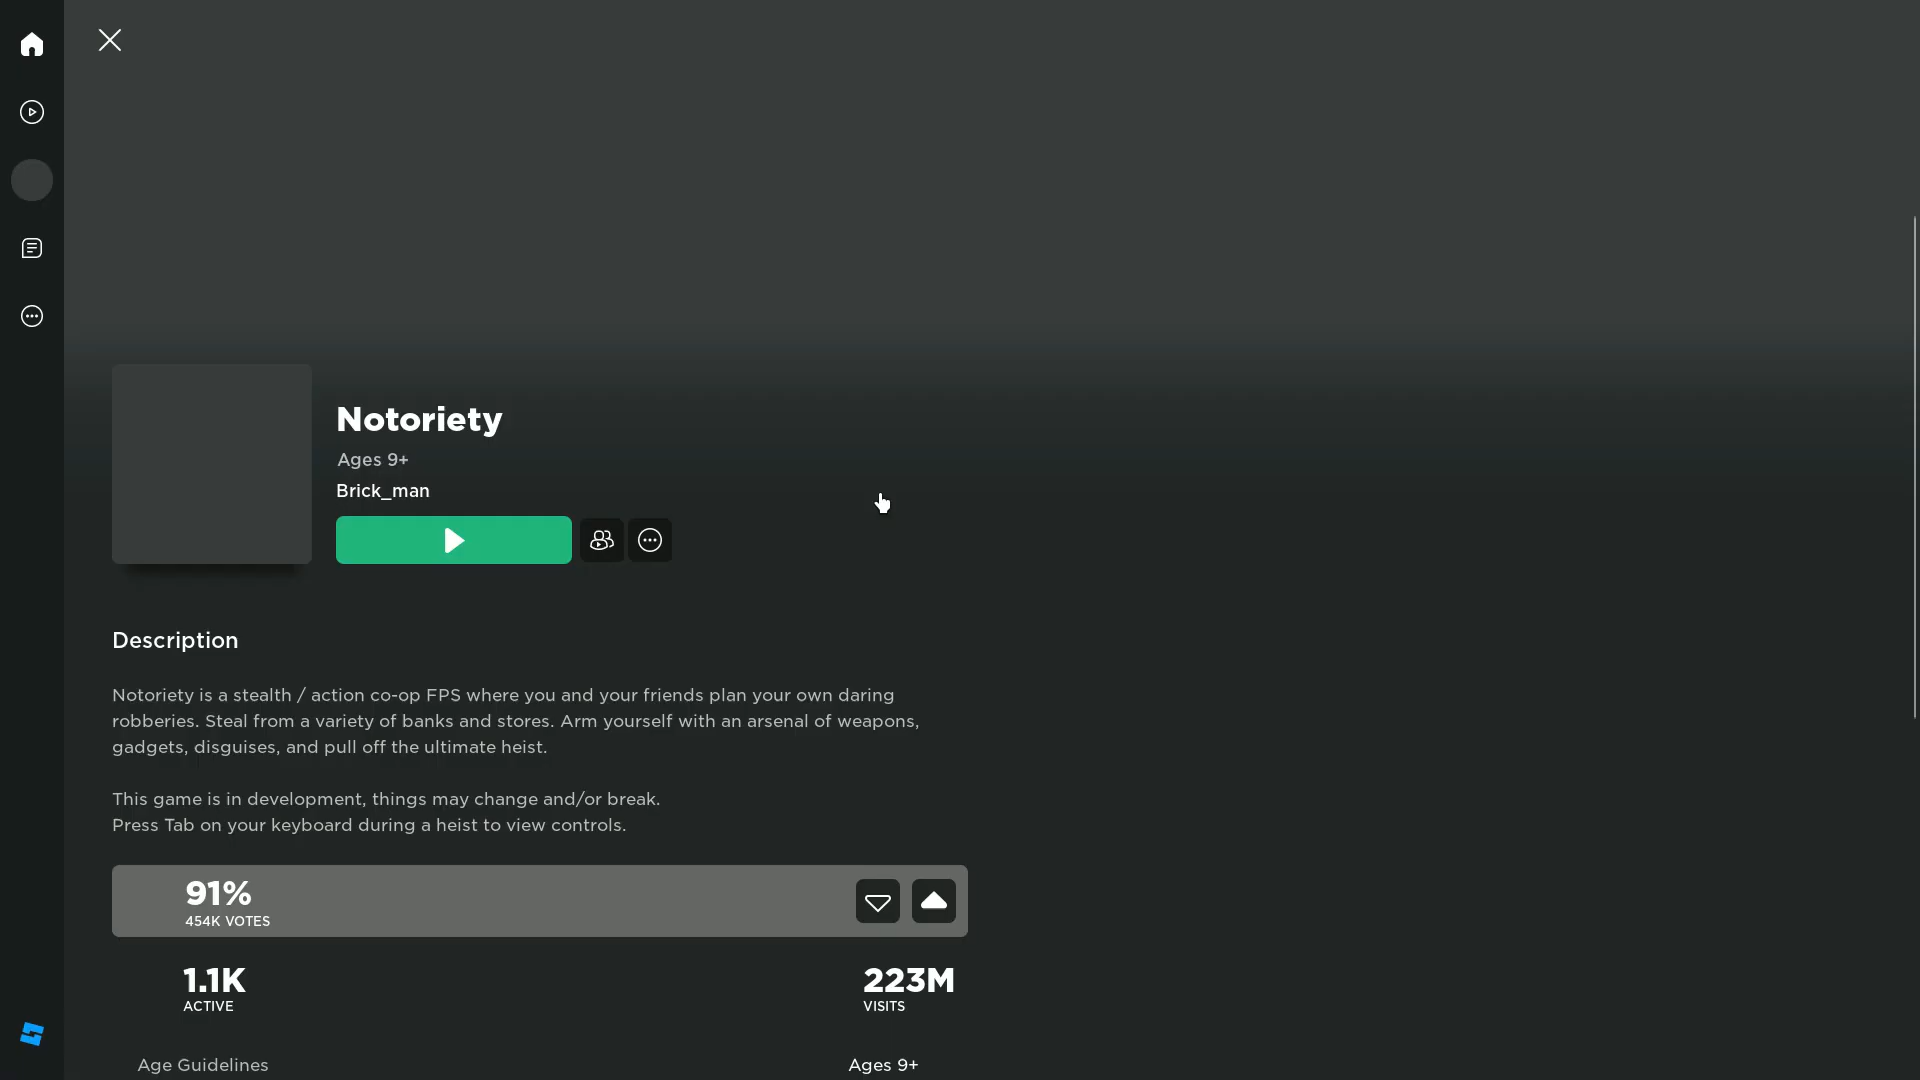 Notoriety
Ages 9+
Brick_man
Description
Notoriety is a stealth / action co-op FPS where you and your friends plan your own daring
robberies. Steal from a variety of banks and stores. Arm yourself with an arsenal of weapons,
gadgets, disguises, and pull off the ultimate heist.
This game is in development, things may change and/or break.
Press Tab on your keyboard during a heist to view controls.
91%
454K VOTES
1.1K
ACTIVE
223M
VISITS
Age Guidelines
Ages 9+